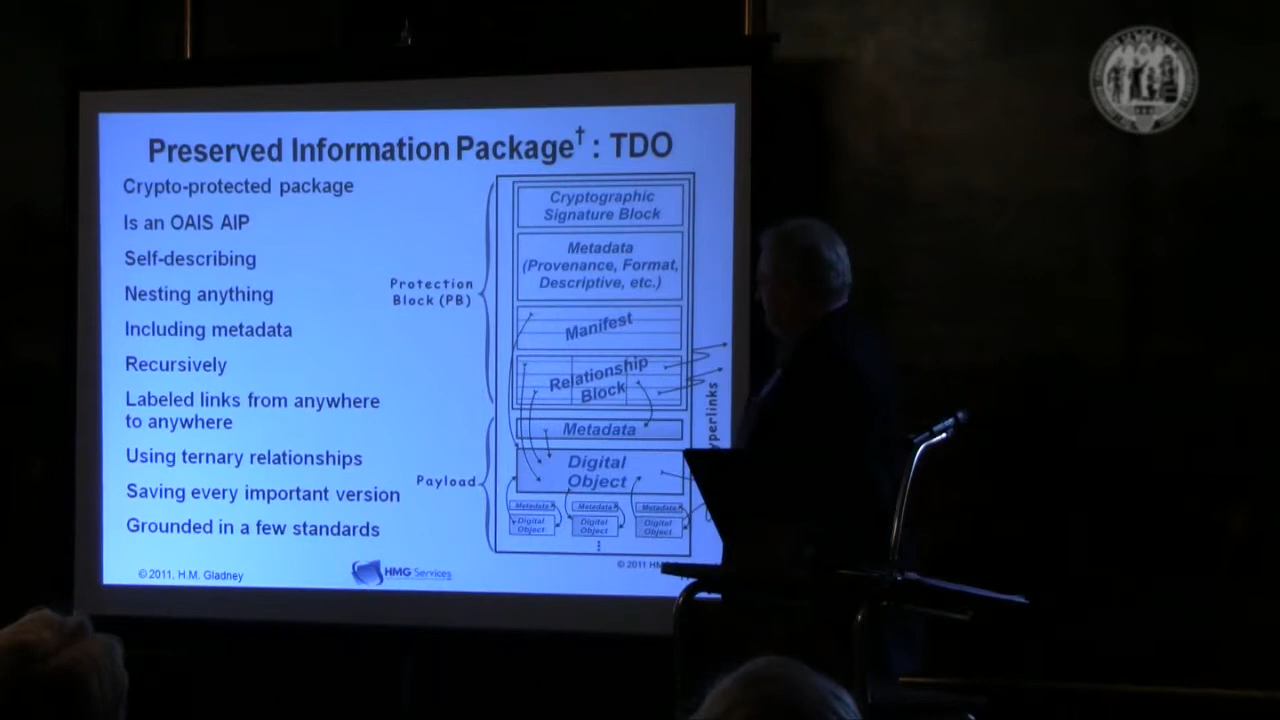 Preserved Information Package† : TDO
Crypto-protected package
Is an OAIS AIP
Self-describing
Nesting anything
Including metadata
Recursively
Labeled links from anywhere
to anywhere
Using ternary relationships
Saving every important version
Grounded in a few standards
Protection
Block (PB)
Payload
Cryptographic
Signature Block
Metadata
(Provenance, Format,
Descriptive, etc.)
Manifest
Relationship
Block
Metadata
Digital
Object
Metadata
Digital
Object
Metadata
Digital
Object
Metadata
Digital
Object
© 2011, H.M. Gladney
HMG Services
© 2011